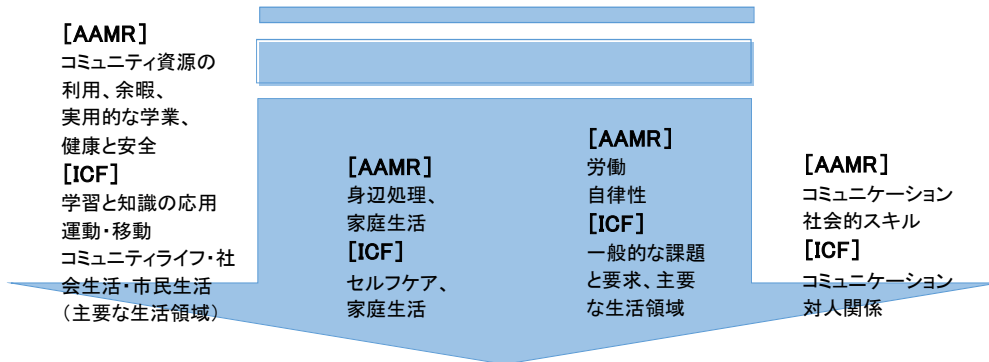 [AAMR]
コミュニティ資源の
利用、余暇、
実用的な学業、
健康と安全
[ICF]
学習と知識の応用
運動・移動
コミュニティライフ・社
会生活・市民生活
（主要な生活領域）
[AAMR]
身辺処理、
家庭生活
[ICF]
セルフケア、
家庭生活
[AAMR]
労働
自律性
[ICF]
一般的な課題
と要求、主要
な生活領域
[AAMR]
コミュニケーション
社会的スキル
[ICF]
コミュニケーション
対人関係